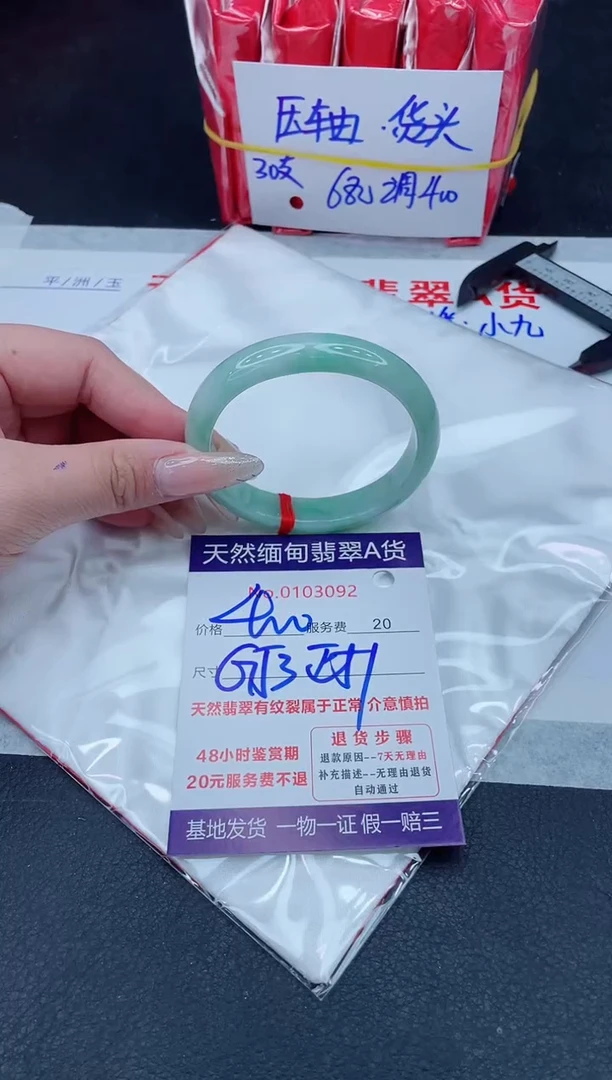 压轴·货头
30支 68乙调400
平/洲/玉
翡翠A货
小九
天然缅甸翡翠A货
No.0103092
价格 400 服务费 20
尺寸
天然翡翠有纹裂属于正常 介意慎拍
48小时鉴赏期
20元服务费不退
退货步骤
退款原因--7天无理由
补充描述--无理由退货
自动通过
基地发货 一物一证 假一赔三